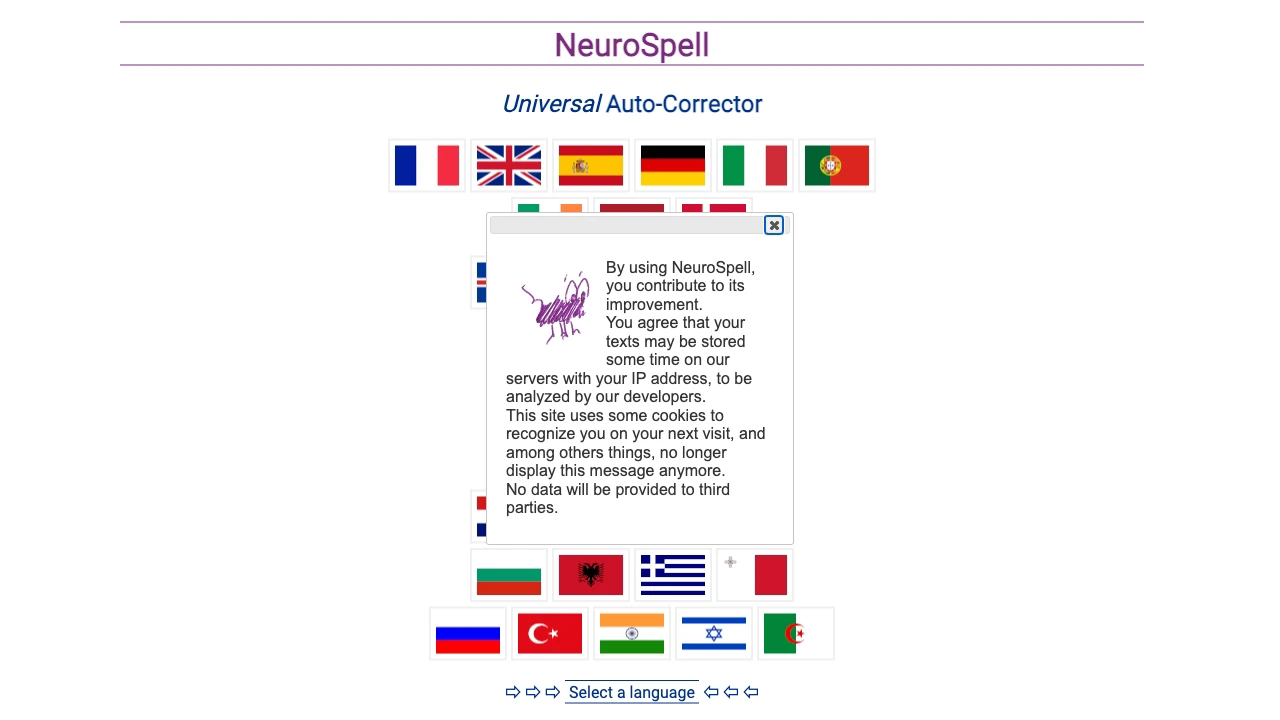 NeuroSpell
Universal Auto-Corrector
By using NeuroSpell,
you contribute to its
improvement.
You agree that your
texts may be stored
some time on our
servers with your IP address, to be
analyzed by our developers.
This site uses some cookies to
recognize you on your next visit, and
among others things, no longer
display this message anymore.
No data will be provided to third
parties.
⇨ ⇨ ⇨ Select a language ⇦ ⇦ ⇦